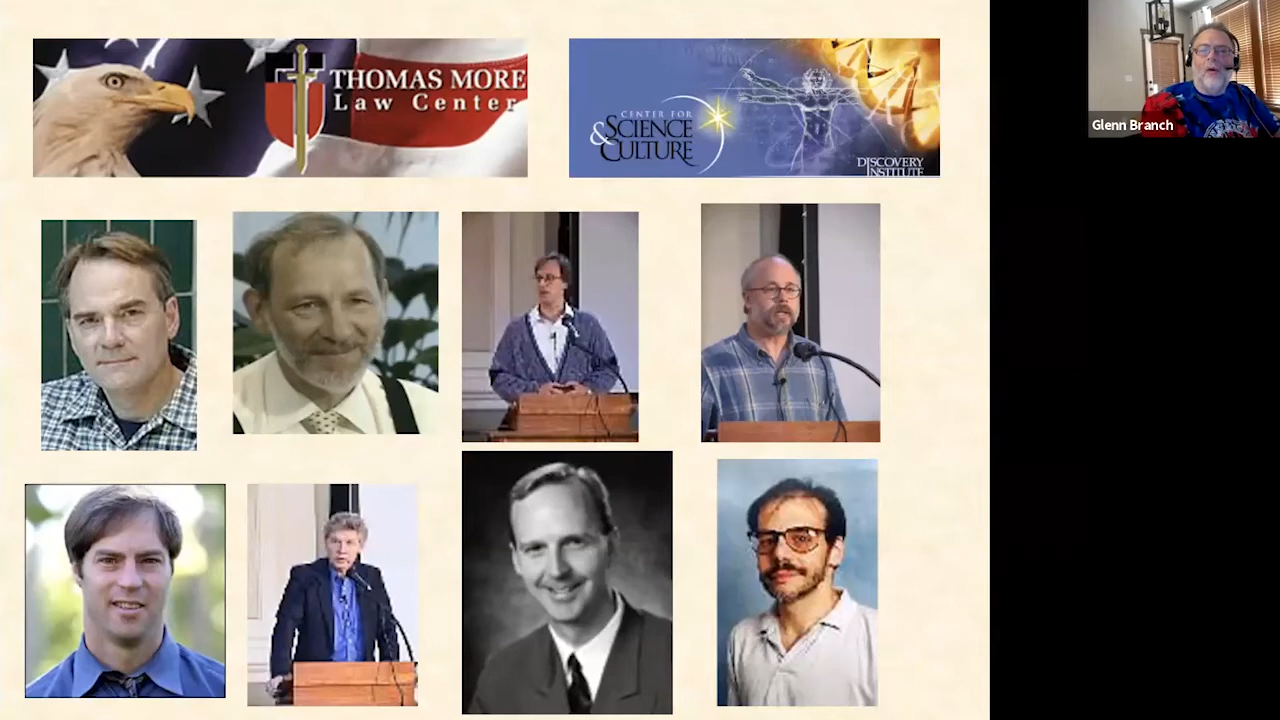 THOMAS MORE
Law Center
CENTER FOR
& SCIENCE
CULTURE
DISCOVERY
INSTITUTE
Glenn Branch